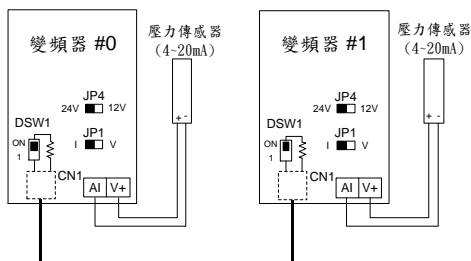 變頻器 #0
壓力傳感器
(4~20mA)
JP4
24V 12V
DSW1
JP1
ON
I V
1
CN1
AI V+
+ -
變頻器 #1
壓力傳感器
(4~20mA)
JP4
24V 12V
DSW1
JP1
ON
I V
1
CN1
AI V+
+ -